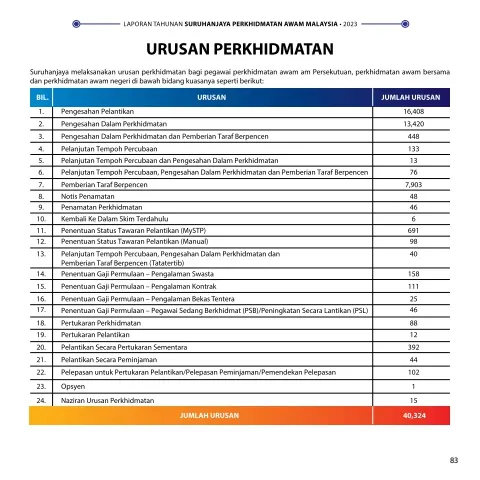 LAPORAN TAHUNAN SURUHANJAYA PERKHIDMATAN AWAM MALAYSIA • 2023
URUSAN PERKHIDMATAN
Suruhanjaya melaksanakan urusan perkhidmatan bagi pegawai perkhidmatan awam am Persekutuan, perkhidmatan awam bersama
dan perkhidmatan awam negeri di bawah bidang kuasanya seperti berikut:
BIL. URUSAN JUMLAH URUSAN
1. Pengesahan Pelantikan 16,408
2. Pengesahan Dalam Perkhidmatan 13,420
3. Pengesahan Dalam Perkhidmatan dan Pemberian Taraf Berpencen 448
4. Pelanjutan Tempoh Percubaan 133
5. Pelanjutan Tempoh Percubaan dan Pengesahan Dalam Perkhidmatan 13
6. Pelanjutan Tempoh Percubaan, Pengesahan Dalam Perkhidmatan dan Pemberian Taraf Berpencen 76
7. Pemberian Taraf Berpencen 7,903
8. Notis Penamatan 48
9. Penamatan Perkhidmatan 46
10. Kembali Ke Dalam Skim Terdahulu 6
11. Penentuan Status Tawaran Pelantikan (MySTP) 691
12. Penentuan Status Tawaran Pelantikan (Manual) 98
13. Pelanjutan Tempoh Percubaan, Pengesahan Dalam Perkhidmatan dan 40
Pemberian Taraf Berpencen (Tatatertib)
14. Penentuan Gaji Permulaan – Pengalaman Swasta 158
15. Penentuan Gaji Permulaan – Pengalaman Kontrak 111
16. Penentuan Gaji Permulaan – Pengalaman Bekas Tentera 25
17. Penentuan Gaji Permulaan – Pegawai Sedang Berkhidmat (PSB)/Peningkatan Secara Lantikan (PSL) 46
18. Pertukaran Perkhidmatan 88
19. Pertukaran Pelantikan 12
20. Pelantikan Secara Pertukaran Sementara 392
21. Pelantikan Secara Peminjaman 44
22. Pelepasan untuk Pertukaran Pelantikan/Pelepasan Peminjaman/Pemendekan Pelepasan 102
23. Opsyen 1
24. Naziran Urusan Perkhidmatan 15
JUMLAH URUSAN 40,324
83